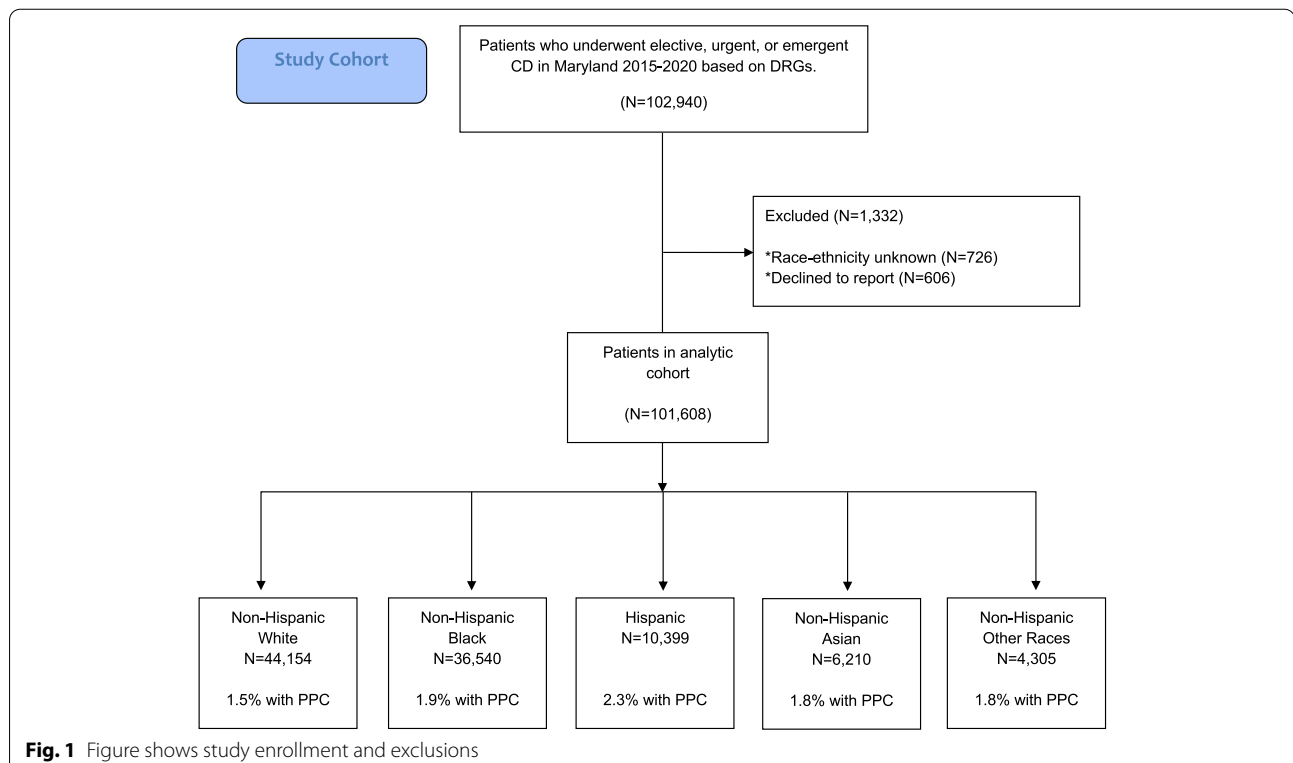 Study Cohort
Patients who underwent elective, urgent, or emergent
CD in Maryland 2015-2020 based on DRGs.
(N=102,940)
Excluded (N=1,332)
*Race-ethnicity unknown (N=726)
*Declined to report (N=606)
Patients in analytic
cohort
(N=101,608)
Non-Hispanic
White
N=44,154
1.5% with PPC
Non-Hispanic
Black
N=36,540
1.9% with PPC
Hispanic
N=10,399
2.3% with PPC
Non-Hispanic
Asian
N=6,210
1.8% with PPC
Non-Hispanic
Other Races
N=4,305
1.8% with PPC
Fig. 1 Figure shows study enrollment and exclusions